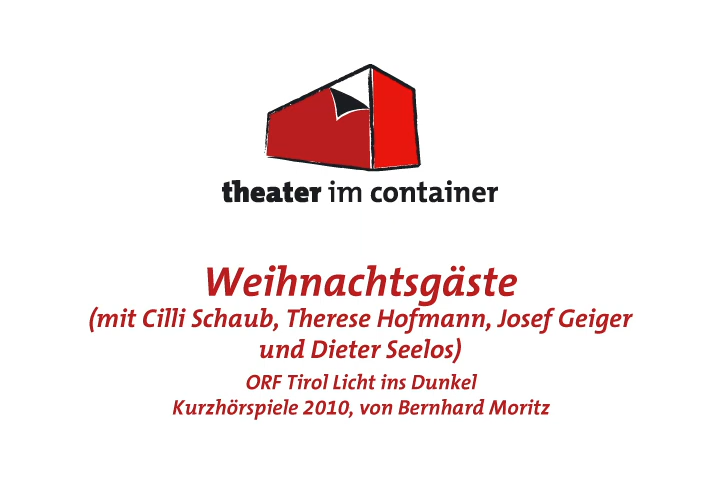 theater im container
Weihnachtsgäste
(mit Cilli Schaub, Therese Hofmann, Josef Geiger
und Dieter Seelos)
ORF Tirol Licht ins Dunkel
Kurzhörspiele 2010, von Bernhard Moritz